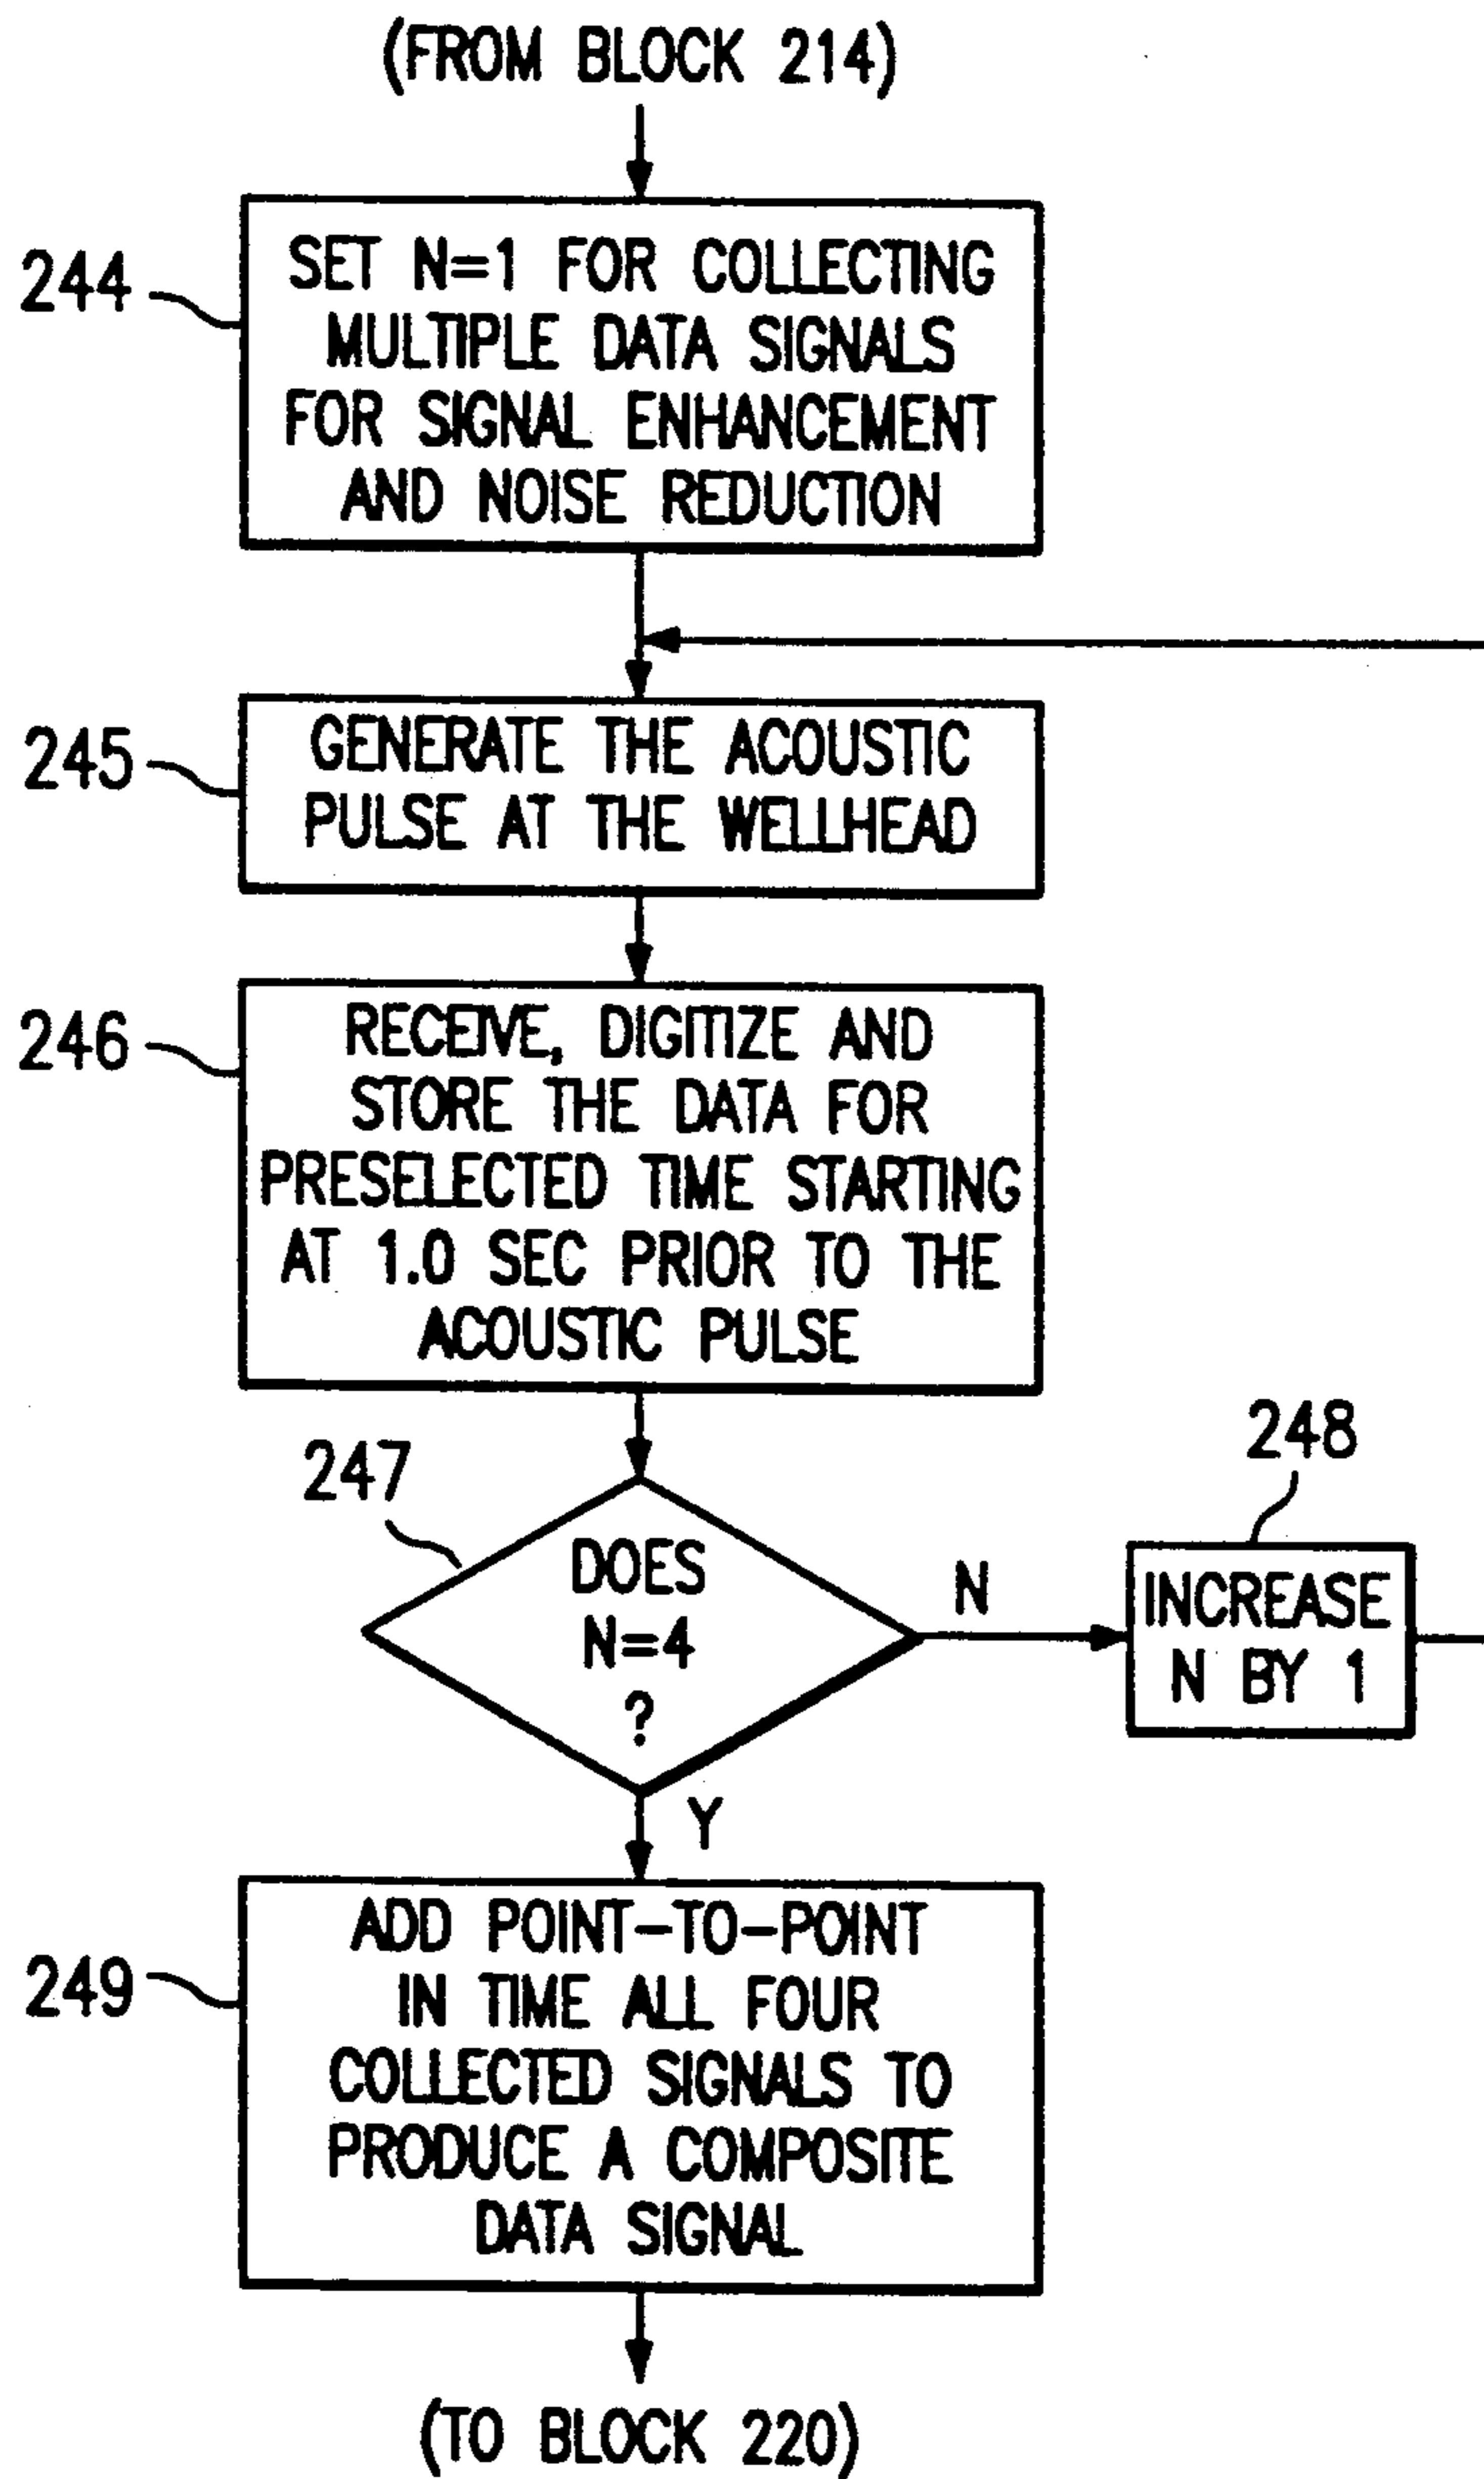 (FROM BLOCK 214)
244
SET N=1 FOR COLLECTING
MULTIPLE DATA SIGNALS
FOR SIGNAL ENHANCEMENT
AND NOISE REDUCTION
245
GENERATE THE ACOUSTIC
PULSE AT THE WELLHEAD
246
RECEIVE, DIGITIZE AND
STORE THE DATA FOR
PRESELECTED TIME STARTING
AT 1.0 SEC PRIOR TO THE
ACOUSTIC PULSE
247
DOES
N=4
?
N
248
INCREASE
N BY 1
Y
249
ADD POINT-TO-POINT
IN TIME ALL FOUR
COLLECTED SIGNALS TO
PRODUCE A COMPOSITE
DATA SIGNAL
(TO BLOCK 220)